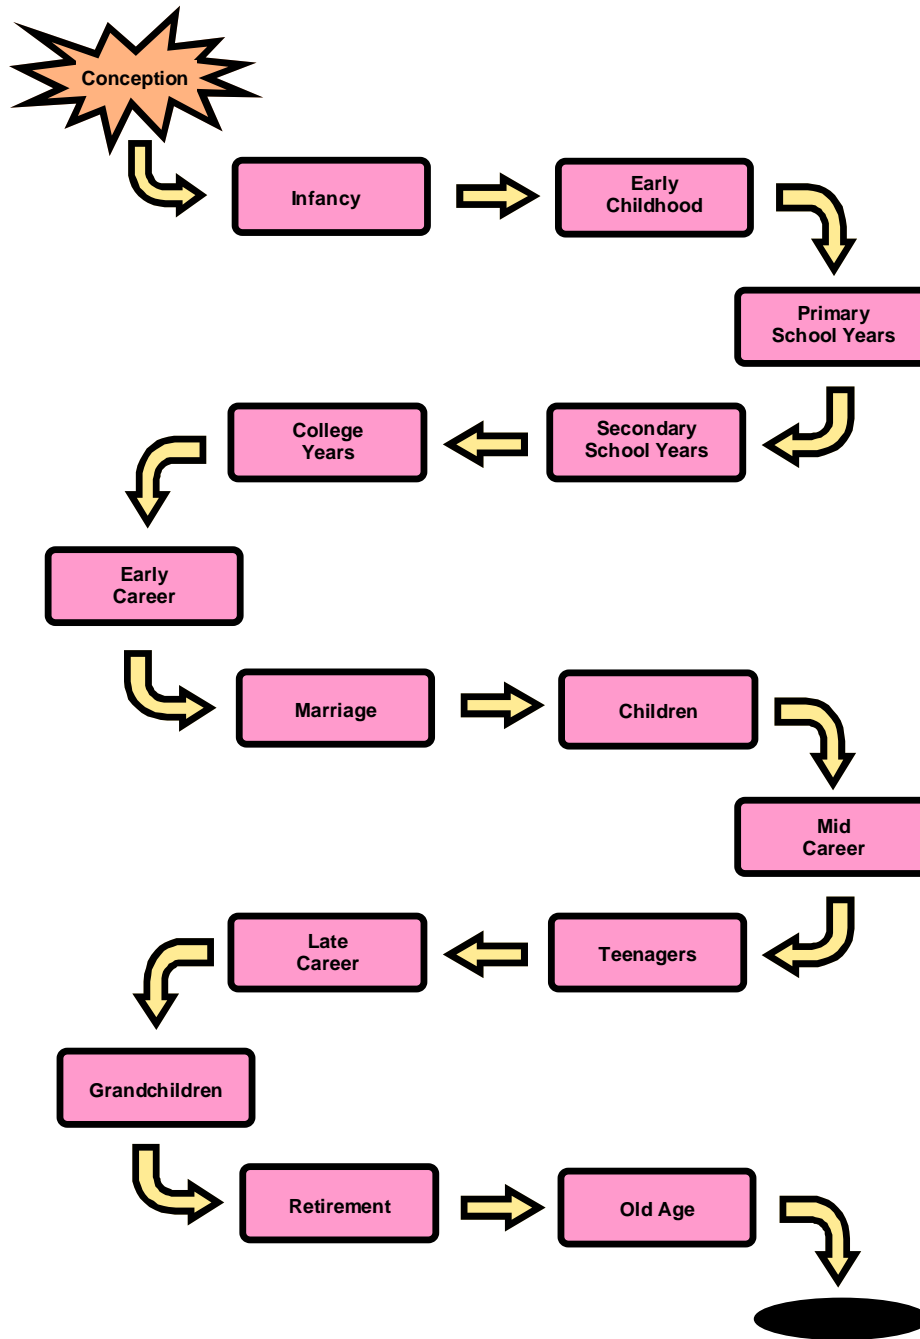 Conception
Infancy
Early
Childhood
Primary
School Years
Secondary
School Years
College
Years
Early
Career
Marriage
Children
Mid
Career
Teenagers
Late
Career
Grandchildren
Retirement
Old Age